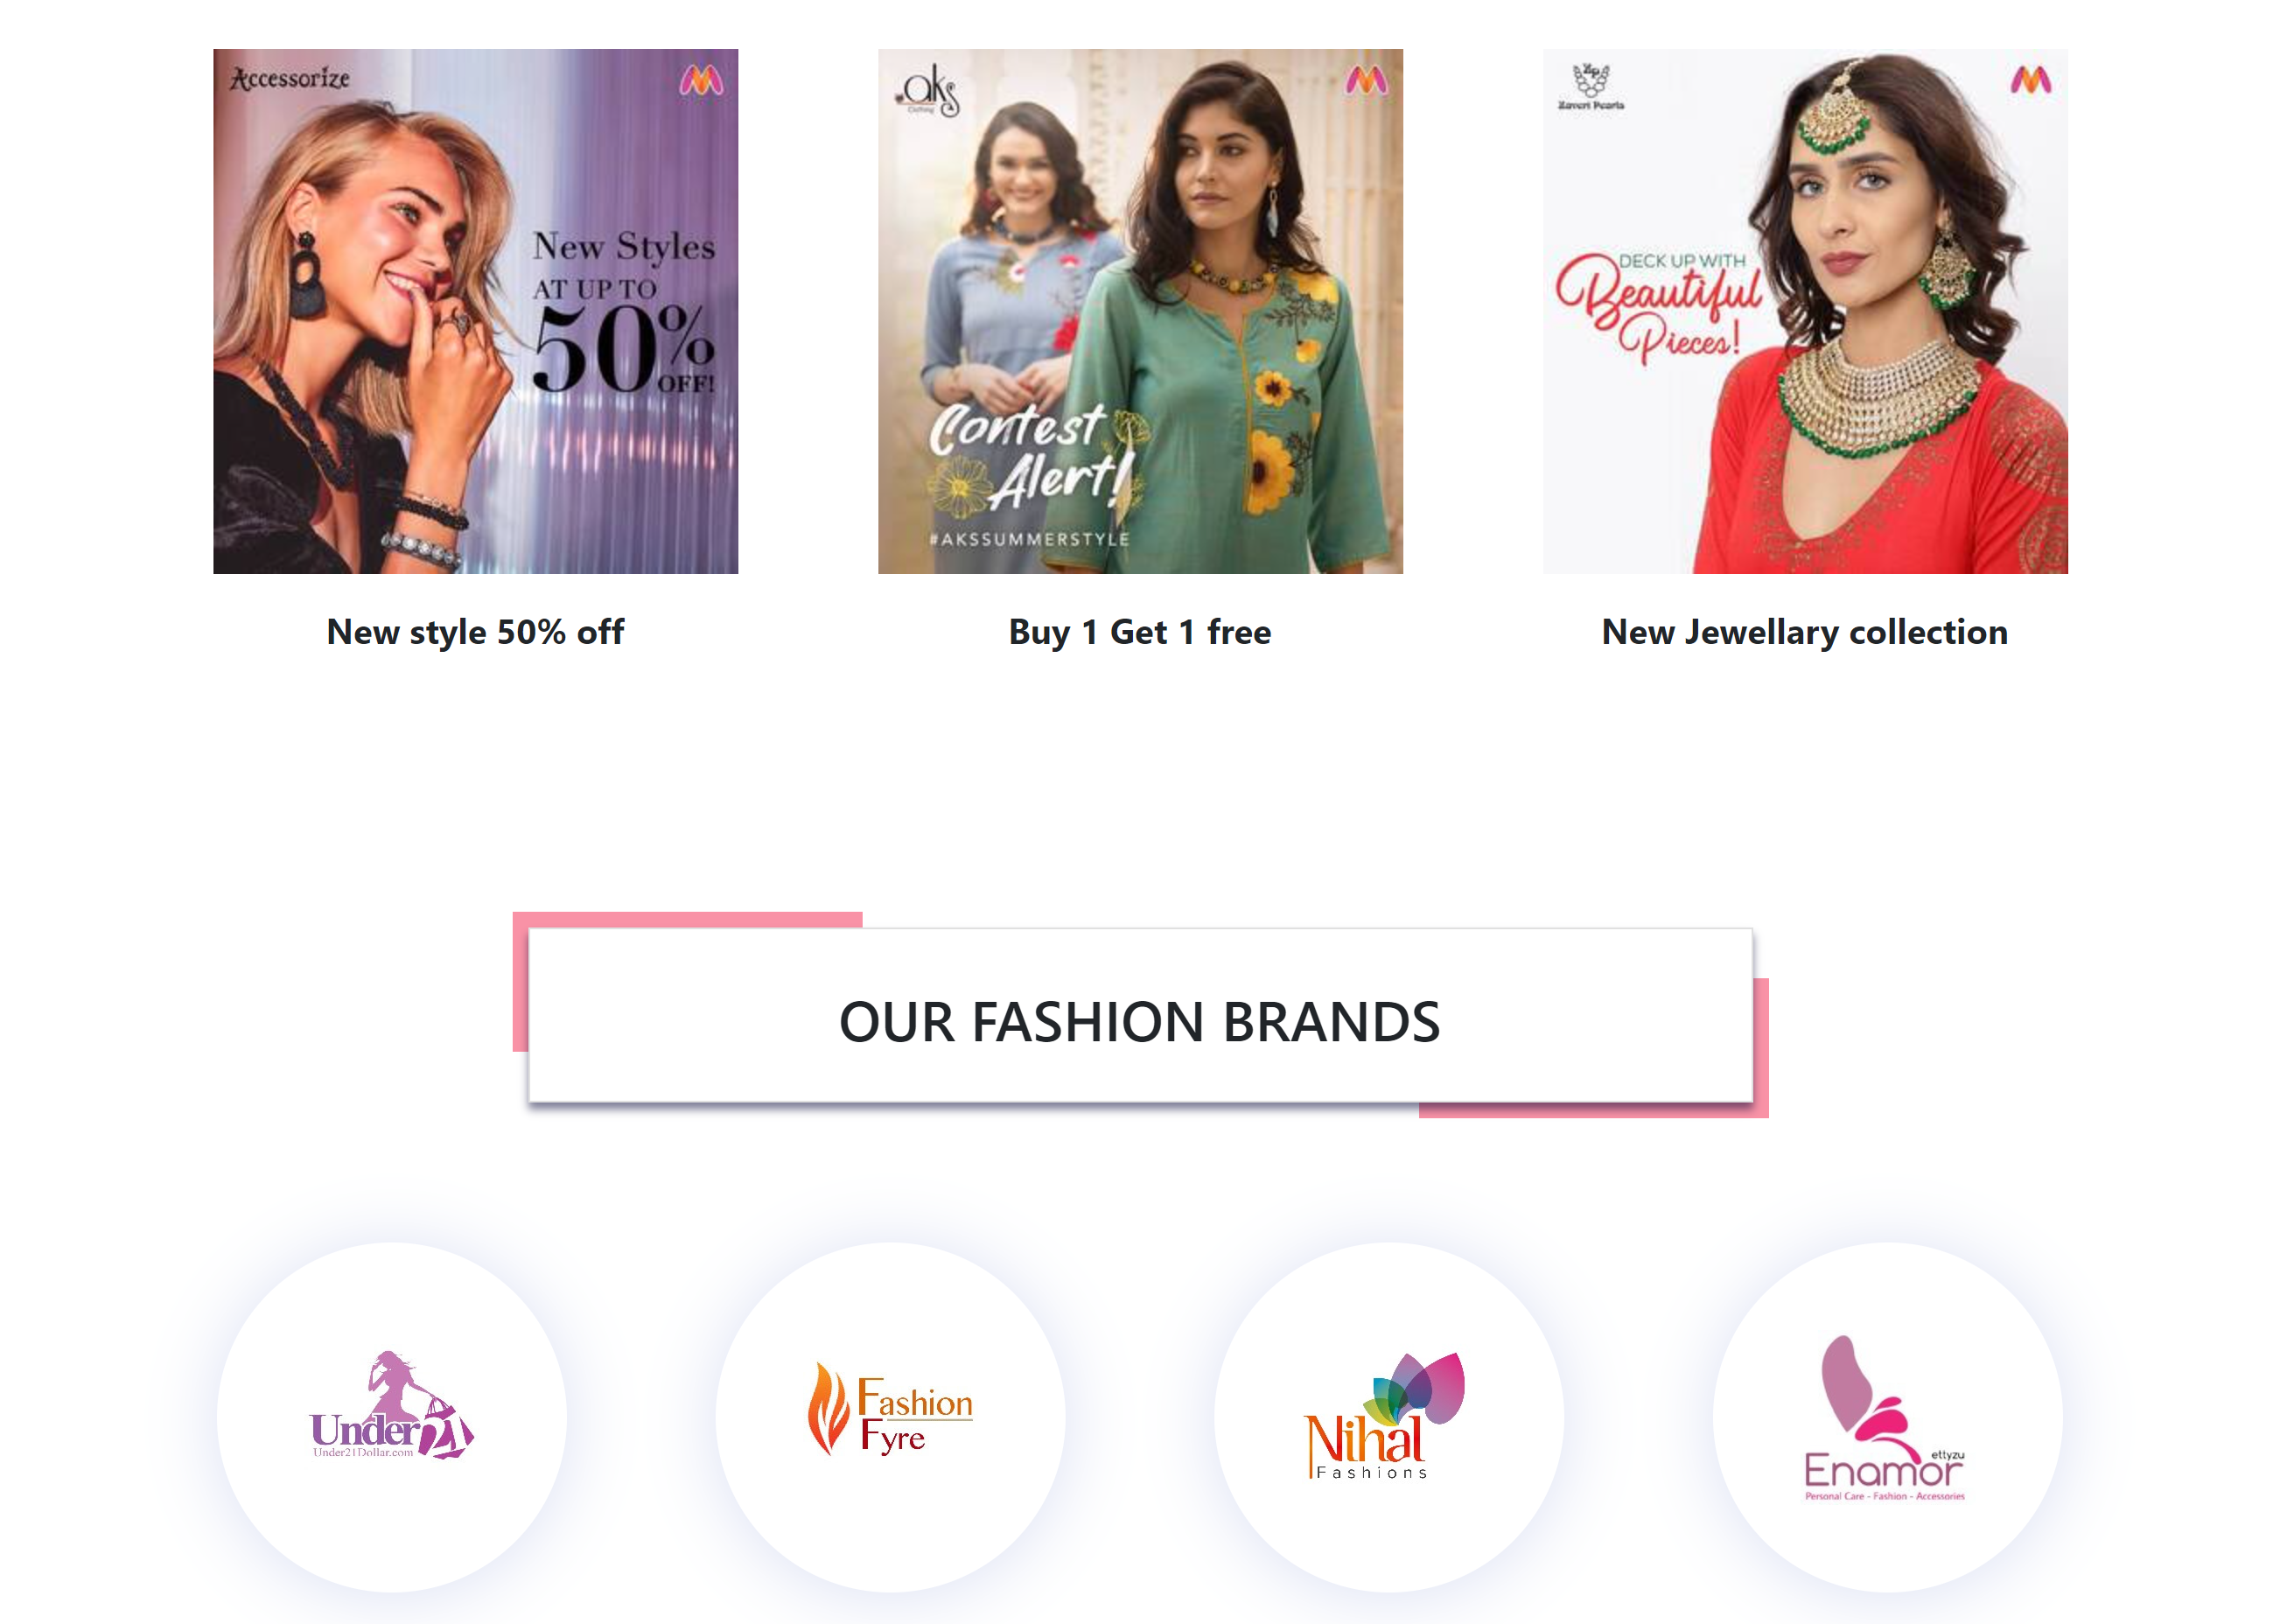 Accessorize
New Styles
AT UP TO
50%
OFF!
aks
Clothing
Contest
Alert!
#AKSSUMMERSTYLE
Zaveri Pearls
DECK UP WITH
Beautiful
Pieces!
New style 50% off
Buy 1 Get 1 free
New Jewellary collection
OUR FASHION BRANDS
Under21
Under21Dollar.com
Fashion
Fyre
Nihal
Fashions
ettyzu
Enamor
Personal Care - Fashion - Accessories